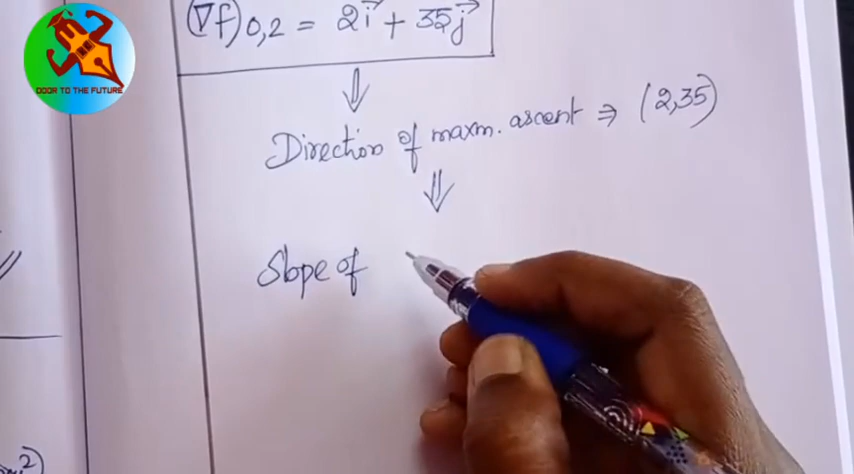 (∇f)0,2 = 2i⃗ + 35j⃗
DOOR TO THE FUTURE
⇓
Direction of maxm. ascent ⇒ (2,35)
⇓
Slope of